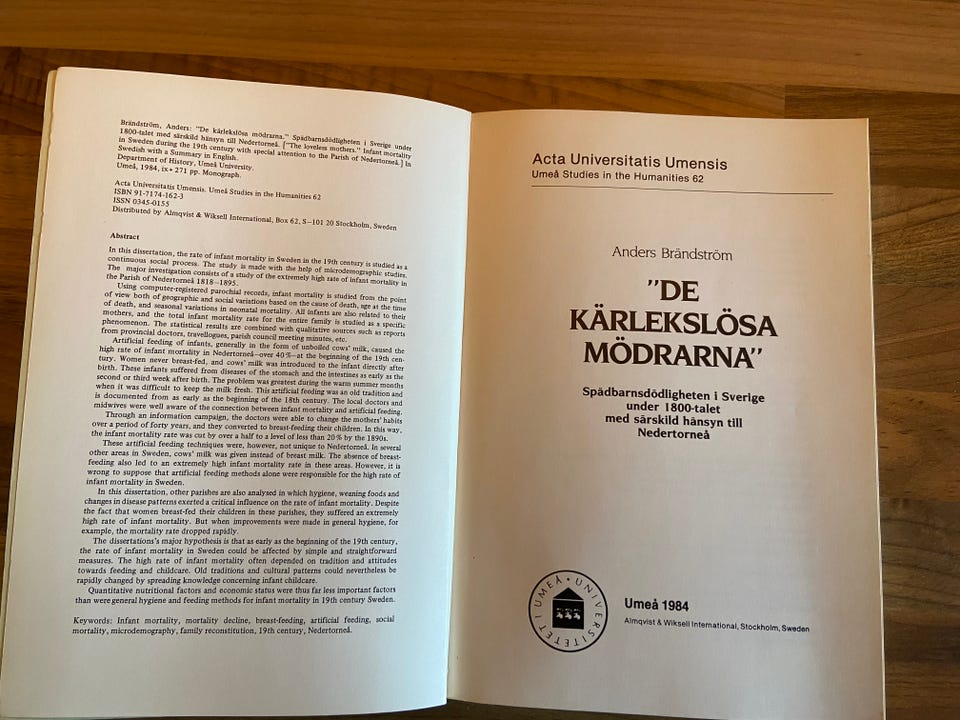 Brändström, Anders: "De kärlekslösa mödrarna." Spädbarnsdödligheten i Sverige under
1800-talet med särskild hänsyn till Nedertorneå. ["The loveless mothers." Infant mortality
in Sweden during the 19th century with special attention to the Parish of Nedertorneå.] In
Swedish with a Summary in English.
Department of History, Umeå University.
Umeå, 1984, ix + 271 pp. Monograph.
Acta Universitatis Umensis. Umeå Studies in the Humanities 62
ISBN 91-7174-162-3
ISSN 0345-0155
Distributed by Almqvist & Wiksell International, Box 62, S–101 20 Stockholm, Sweden
Abstract
In this dissertation, the rate of infant mortality in Sweden in the 19th century is studied as a
continuous social process. The study is made with the help of microdemographic studies.
The major investigation consists of a study of the extremely high rate of infant mortality in
the Parish of Nedertorneå 1818–1895.
Using computer-registered parochial records, infant mortality is studied from the point
of view both of geographic and social variations based on the cause of death, age at the time
of death, and seasonal variations in neonatal mortality. All infants are also related to their
mothers, and the total infant mortality rate for the entire family is studied as a specific
phenomenon. The statistical results are combined with qualitative sources such as reports
from provincial doctors, travellogues, parish council meeting minutes, etc.
Artificial feeding of infants, generally in the form of unboiled cows' milk, caused the
high rate of infant mortality in Nedertorneå–over 40 %–at the beginning of the 19th cen-
tury. Women never breast-fed, and cows' milk was introduced to the infant directly after
birth. These infants suffered from diseases of the stomach and the intestines as early as the
second or third week after birth. The problem was greatest during the warm summer months
when it was difficult to keep the milk fresh. This artificial feeding was an old tradition and
is documented from as early as the beginning of the 18th century. The local doctors and
midwives were well aware of the connection between infant mortality and artificial feeding.
Through an information campaign, the doctors were able to change the mothers' habits
over a period of forty years, and they converted to breast-feeding their children. In this way,
the infant mortality rate was cut by over a half to a level of less than 20 % by the 1890s.
These artificial feeding techniques were, however, not unique to Nedertorneå. In several
other areas in Sweden, cows' milk was given instead of breast milk. The absence of breast-
feeding also led to an extremely high infant mortality rate in these areas. However, it is
wrong to suppose that artificial feeding methods alone were responsible for the high rate of
infant mortality in Sweden.
In this dissertation, other parishes are also analysed in which hygiene, weaning foods and
changes in disease patterns exerted a critical influence on the rate of infant mortality. Despite
the fact that women breast-fed their children in these parishes, they suffered an extremely
high rate of infant mortality. But when improvements were made in general hygiene, for
example, the mortality rate dropped rapidly.
The dissertations's major hypothesis is that as early as the beginning of the 19th century,
the rate of infant mortality in Sweden could be affected by simple and straightforward
measures. The high rate of infant mortality often depended on tradition and attitudes
towards feeding and childcare. Old traditions and cultural patterns could nevertheless be
rapidly changed by spreading knowledge concerning infant childcare.
Quantitative nutritional factors and economic status were thus far less important factors
than were general hygiene and feeding methods for infant mortality in 19th century Sweden.
Keywords: Infant mortality, mortality decline, breast-feeding, artificial feeding, social
mortality, microdemography, family reconstitution, 19th century, Nedertorneå.
Acta Universitatis Umensis
Umeå Studies in the Humanities 62
Anders Brändström
"DE
KÄRLEKSLÖSA
MÖDRARNA"
Spädbarnsdödligheten i Sverige
under 1800-talet
med särskild hänsyn till
Nedertorneå
UMEÅ • UNIVERSITETET I
Umeå 1984
Almqvist & Wiksell International, Stockholm, Sweden